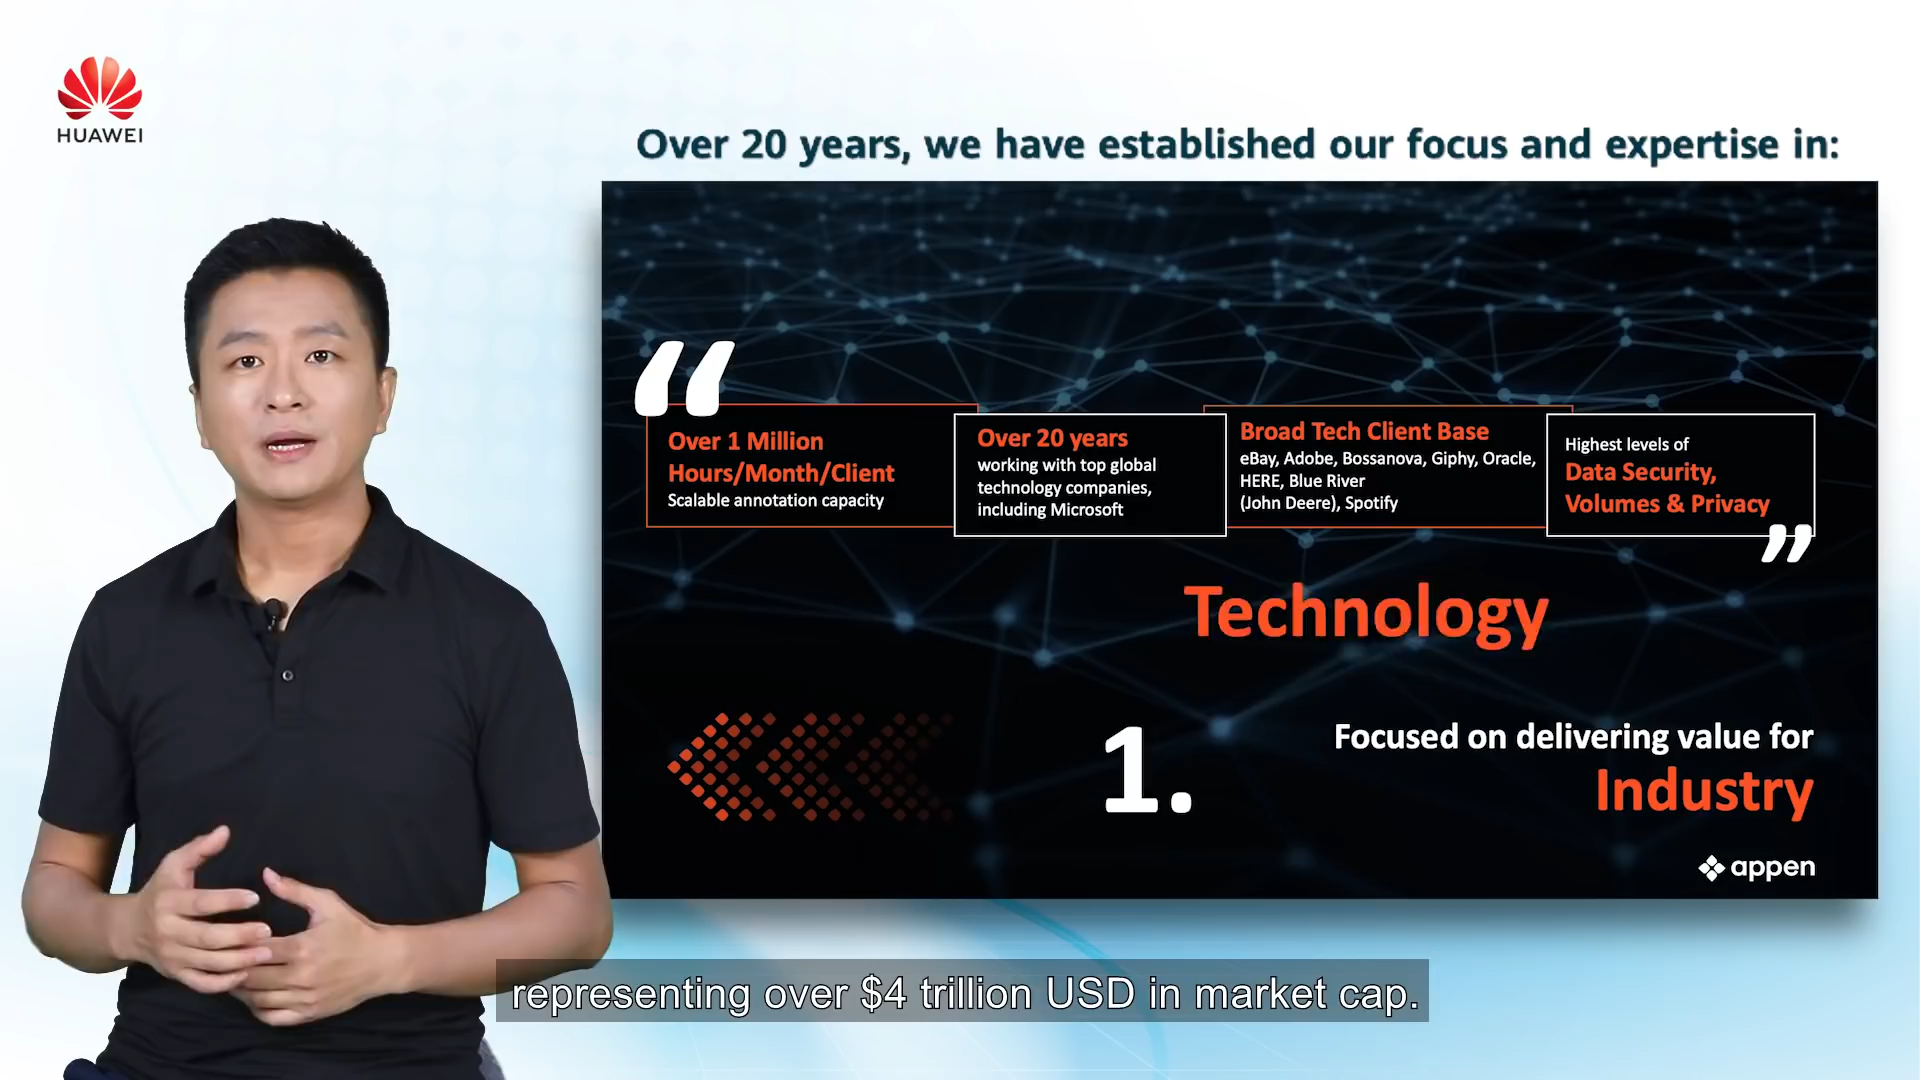 HUAWEI
Over 20 years, we have established our focus and expertise in:
“
Over 1 Million
Hours/Month/Client
Scalable annotation capacity
Over 20 years
working with top global
technology companies,
including Microsoft
Broad Tech Client Base
eBay, Adobe, Bossanova, Giphy, Oracle,
HERE, Blue River
(John Deere), Spotify
Highest levels of
Data Security,
Volumes & Privacy
”
Technology
1.
Focused on delivering value for
Industry
appen
representing over $4 trillion USD in market cap.